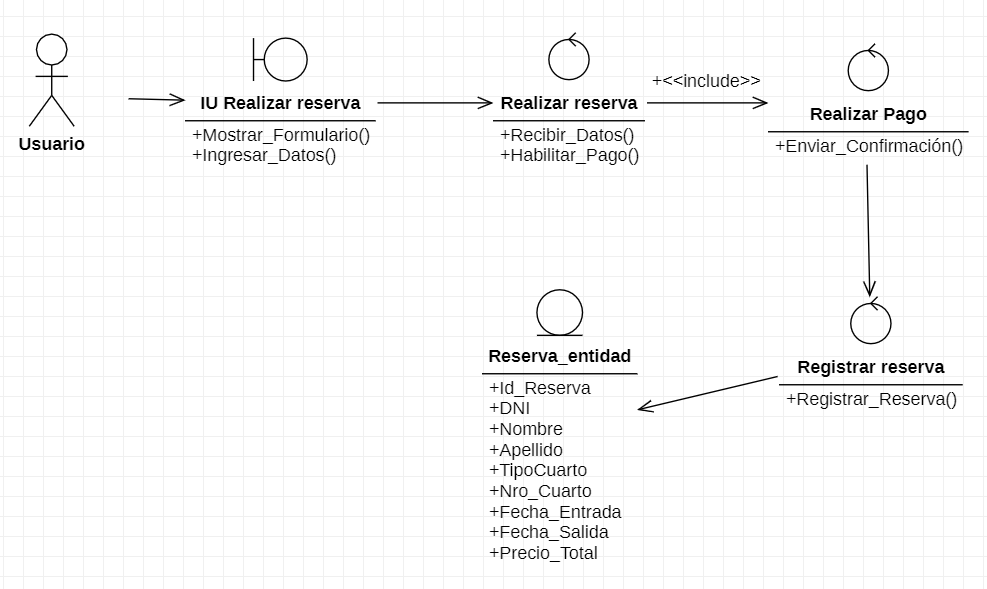 Usuario
IU Realizar reserva
+Mostrar_Formulario()
+Ingresar_Datos()
Realizar reserva
+Recibir_Datos()
+Habilitar_Pago()
+<<include>>
Realizar Pago
+Enviar_Confirmación()
Registrar reserva
+Registrar_Reserva()
Reserva_entidad
+Id_Reserva
+DNI
+Nombre
+Apellido
+TipoCuarto
+Nro_Cuarto
+Fecha_Entrada
+Fecha_Salida
+Precio_Total